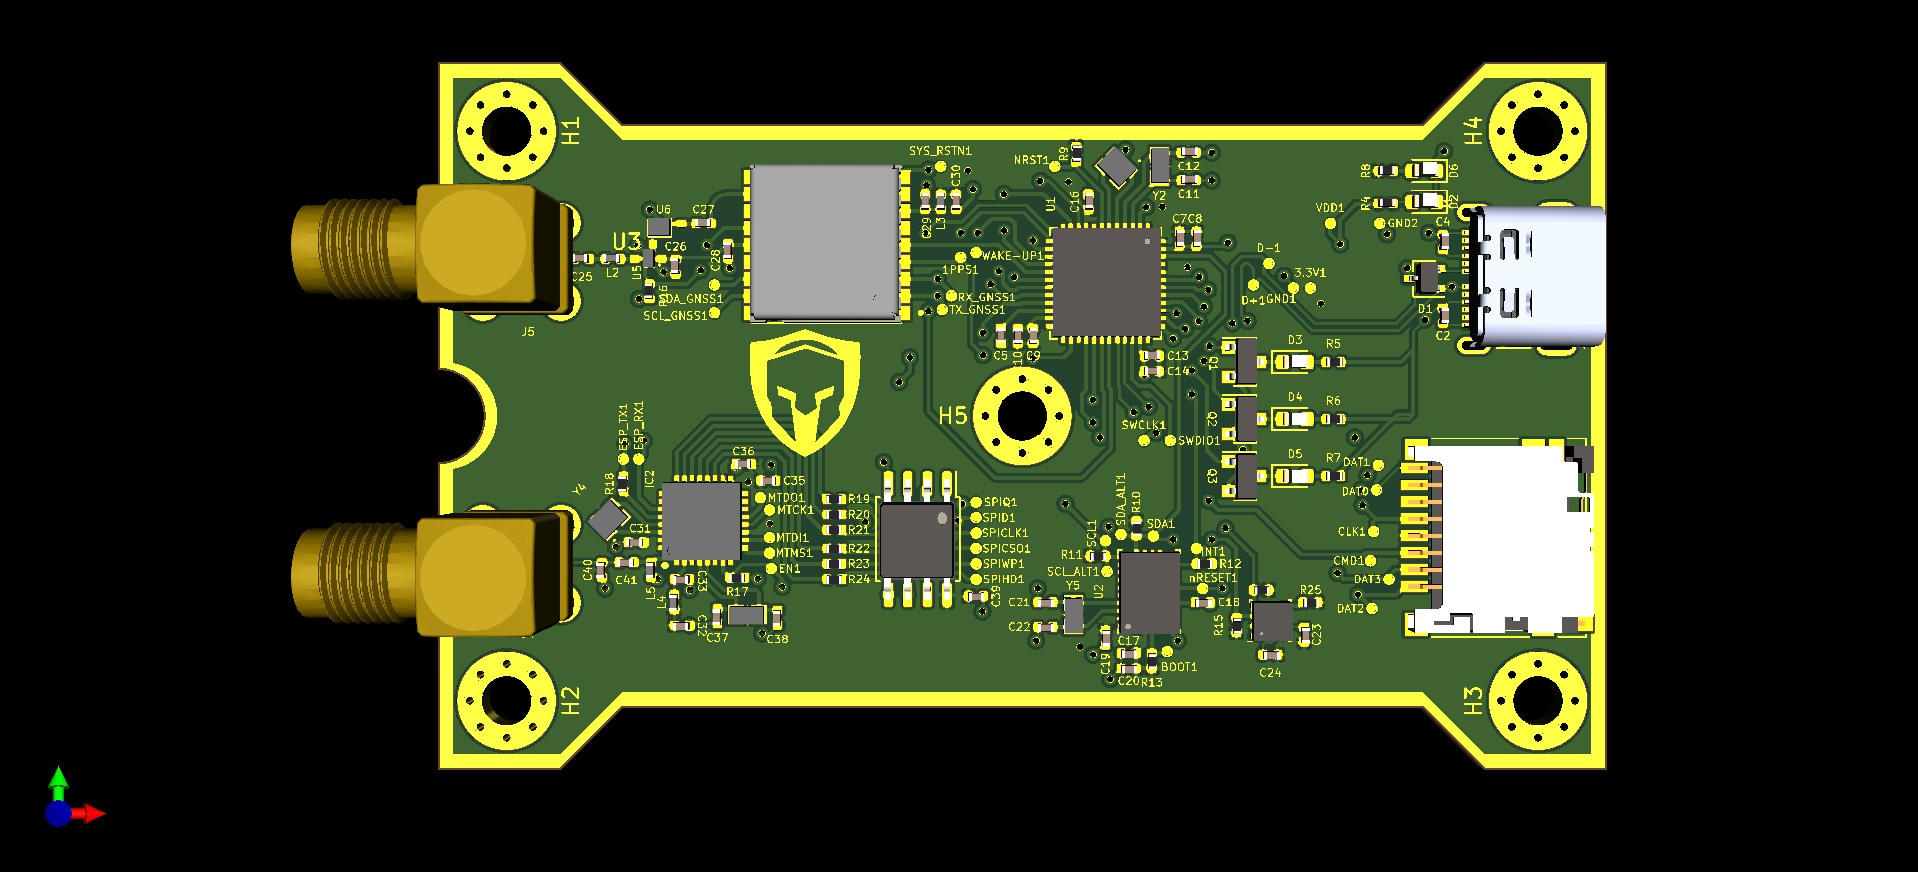 H1
H4
SYS_RSTN1
NRST1
R9
C12
Y2
C11
R8
D6
C30
C29
L3
U1
C16
R4
D2
VDD1
GND2
C4
U6
C27
U3
C26
C28
C25
L2
U5
C7C8
WAKE-UP1
1PPS1
D-1
3.3V1
D+1
GND1
RX_GNSS1
TX_GNSS1
SCL_GNSS1
D1
C2
J5
C5
C9
C13
C14
Q1
D3
R5
H5
Q2
D4
R6
ESP_TX1
ESP_RX1
SWCLK1
SWDIO1
Q3
D5
R7
DAT1
DAT0
C36
C35
IC2
R18
Y4
MTDO1
MTCK1
MTDI1
MTMS1
EN1
R19
R20
R21
R22
R23
R24
SPIQ1
SPID1
SPICLK1
SPICSO1
SPIWP1
SPIHD1
C39
C31
C40
C41
L5
L4
C33
C32
R17
C37
C38
SCL1
SDA_ALT1
R10
SDA1
R11
SCL_ALT1
Y5
U2
C21
C22
INT1
R12
nRESET1
C18
CLK1
CMD1
DAT3
DAT2
R25
R15
C23
C24
C19
C17
C20
R13
BOOT1
H2
H3